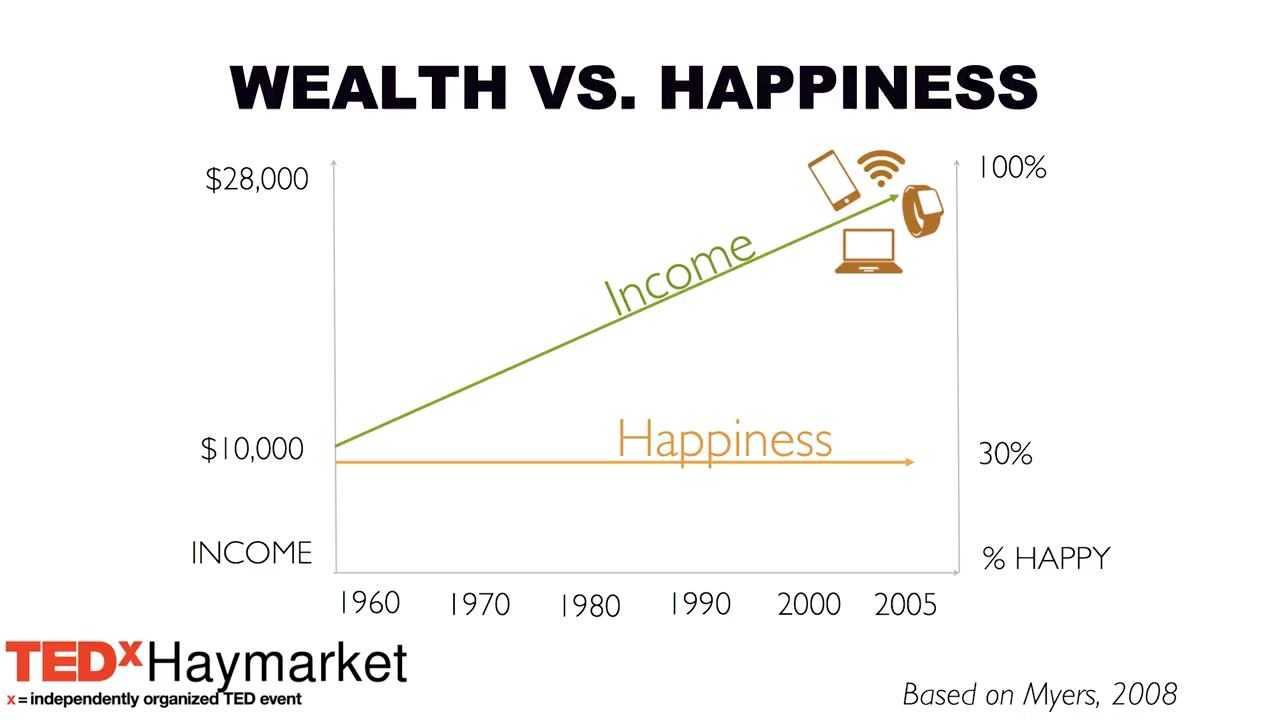 WEALTH VS. HAPPINESS
$28,000
100%
Income
Happiness
$10,000
30%
INCOME
% HAPPY
1960 1970 1980 1990 2000 2005
TEDxHaymarket
x = independently organized TED event
Based on Myers, 2008